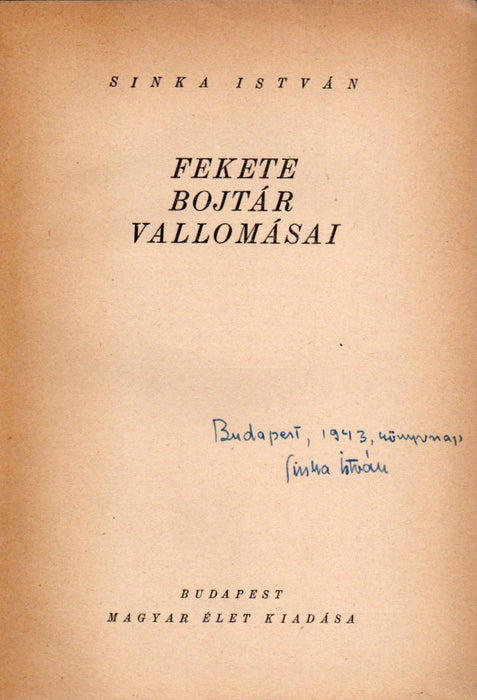 SINKA ISTVÁN
FEKETE
BOJTÁR
VALLOMÁSAI
Budapest, 1943, könyvnap
Sinka István
BUDAPEST
MAGYAR ÉLET KIADÁSA